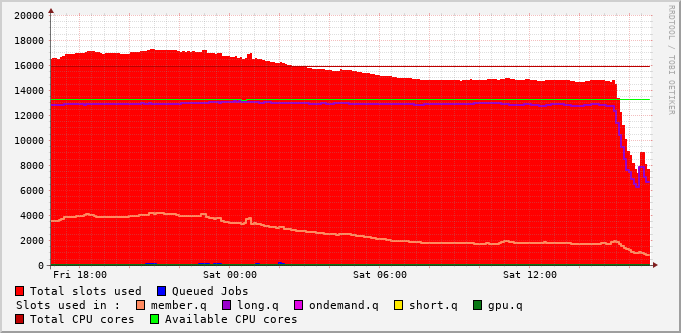 20000
18000
16000
14000
12000
10000
8000
6000
4000
2000
0
Fri 18:00 Sat 00:00 Sat 06:00 Sat 12:00
Total slots used Queued Jobs
Slots used in : member.q long.q ondemand.q short.q gpu.q
Total CPU cores Available CPU cores
RRDTOOL / TOBI OETIKER